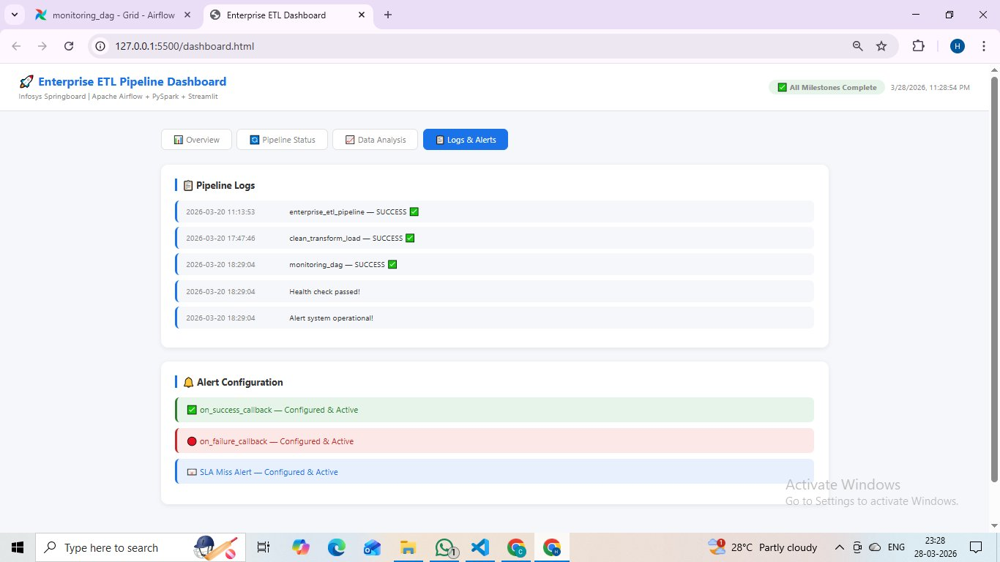 monitoring_dag - Grid - Airflow
Enterprise ETL Dashboard
127.0.0.1:5500/dashboard.html
H
🚀 Enterprise ETL Pipeline Dashboard
Infosys Springboard | Apache Airflow + PySpark + Streamlit
✅ All Milestones Complete
3/28/2026, 11:28:54 PM
📊 Overview
🔄 Pipeline Status
📈 Data Analysis
📋 Logs & Alerts
📋 Pipeline Logs
2026-03-20 11:13:53 enterprise_etl_pipeline — SUCCESS ✅
2026-03-20 17:47:46 clean_transform_load — SUCCESS ✅
2026-03-20 18:29:04 monitoring_dag — SUCCESS ✅
2026-03-20 18:29:04 Health check passed!
2026-03-20 18:29:04 Alert system operational!
🔔 Alert Configuration
✅ on_success_callback — Configured & Active
🔴 on_failure_callback — Configured & Active
📧 SLA Miss Alert — Configured & Active
Activate Windows
Go to Settings to activate Windows.
Type here to search
1
C
H
1
28°C Partly cloudy
ENG
23:28
28-03-2026